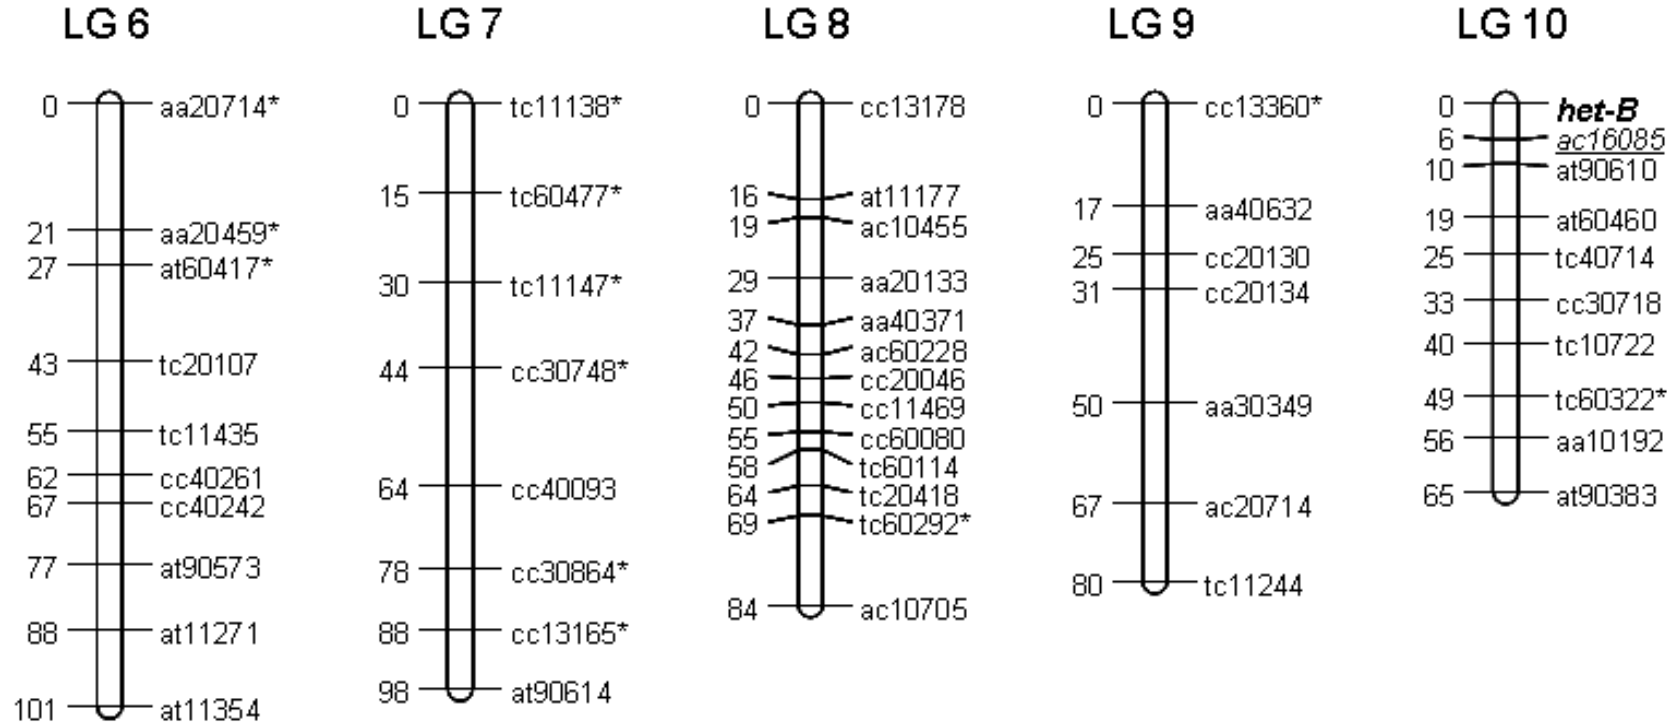 LG 6
0 aa20714*
21 aa20459*
27 at60417*
43 tc20107
55 tc11435
62 cc40261
67 cc40242
77 at90573
88 at11271
101 at11354
LG 7
0 tc11138*
15 tc60477*
30 tc11147*
44 cc30748*
64 cc40093
78 cc30864*
88 cc13165*
98 at90614
LG 8
0 cc13178
16 at11177
19 ac10455
29 aa20133
37 aa40371
42 ac60228
46 cc20046
50 cc11469
55 cc60080
58 tc60114
64 tc20418
69 tc60292*
84 ac10705
LG 9
0 cc13360*
17 aa40632
25 cc20130
31 cc20134
50 aa30349
67 ac20714
80 tc11244
LG 10
0 het-B
6 ac16085
10 at90610
19 at60460
25 tc40714
33 cc30718
40 tc10722
49 tc60322*
56 aa10192
65 at90383